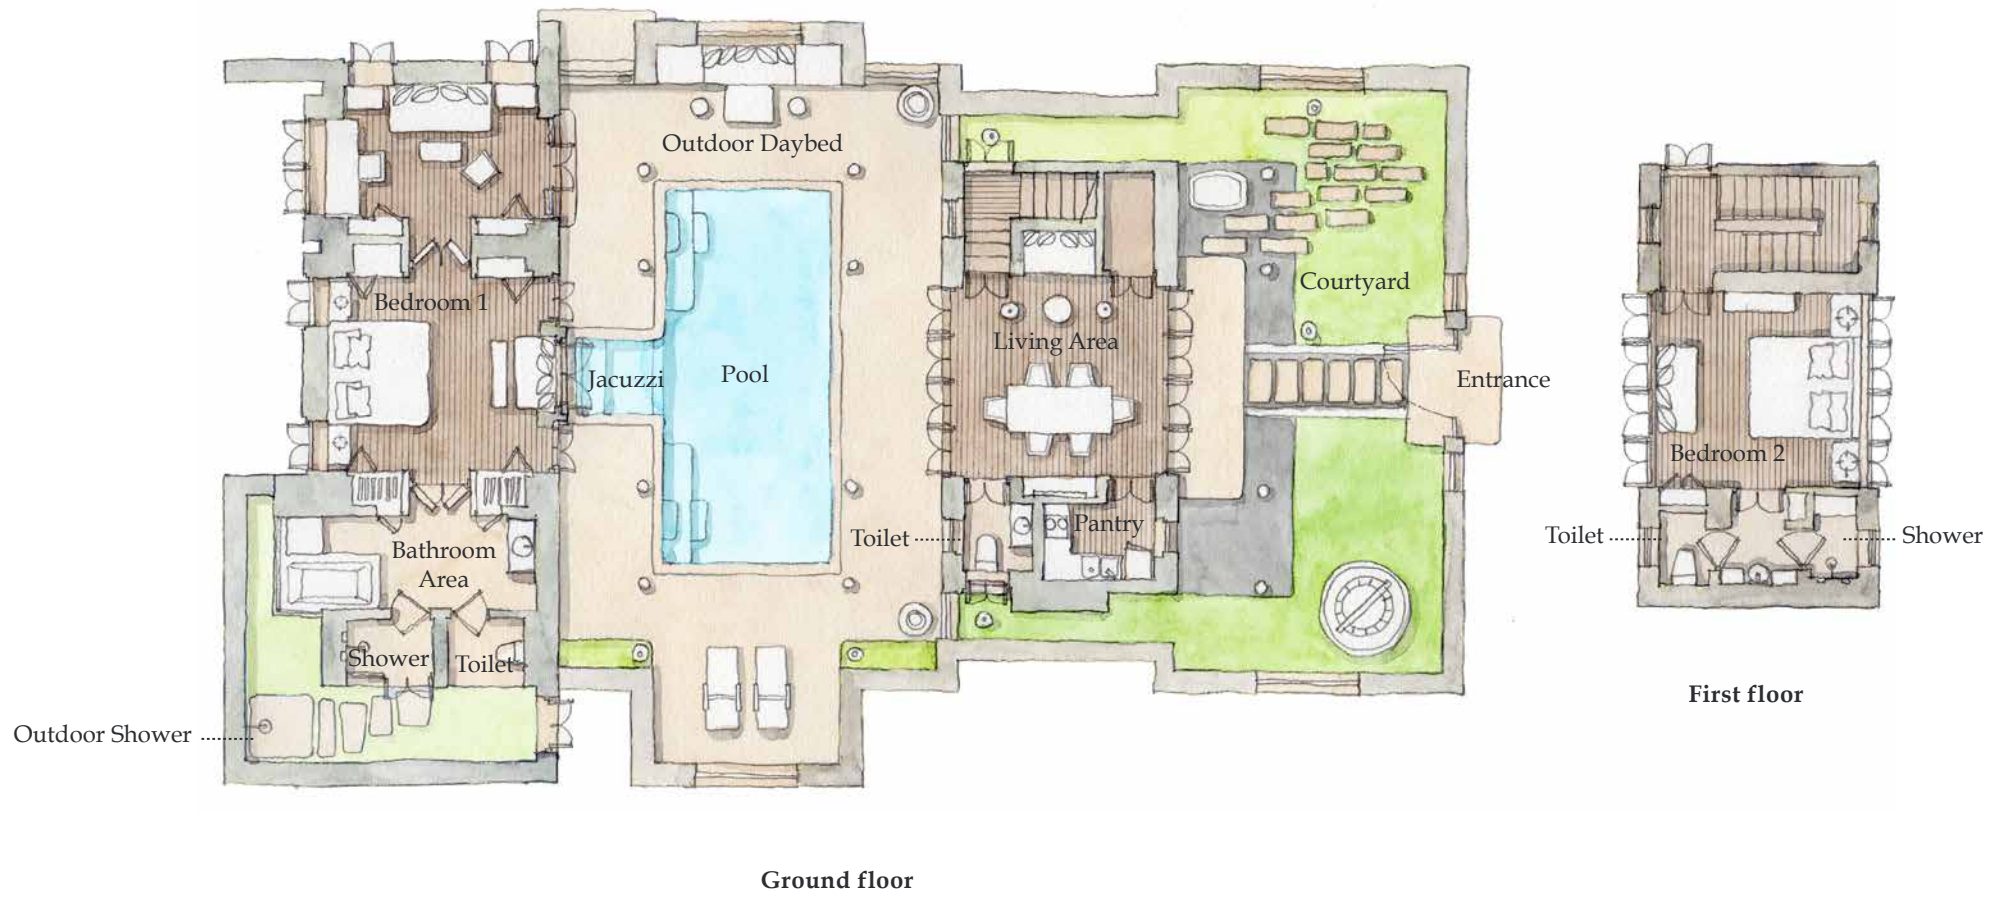 Outdoor Daybed
Bedroom 1
Courtyard
Living Area
Jacuzzi
Pool
Entrance
Bedroom 2
Bathroom
Area
Toilet
Pantry
Toilet
Shower
Shower
Toilet
Outdoor Shower
First floor
Ground floor